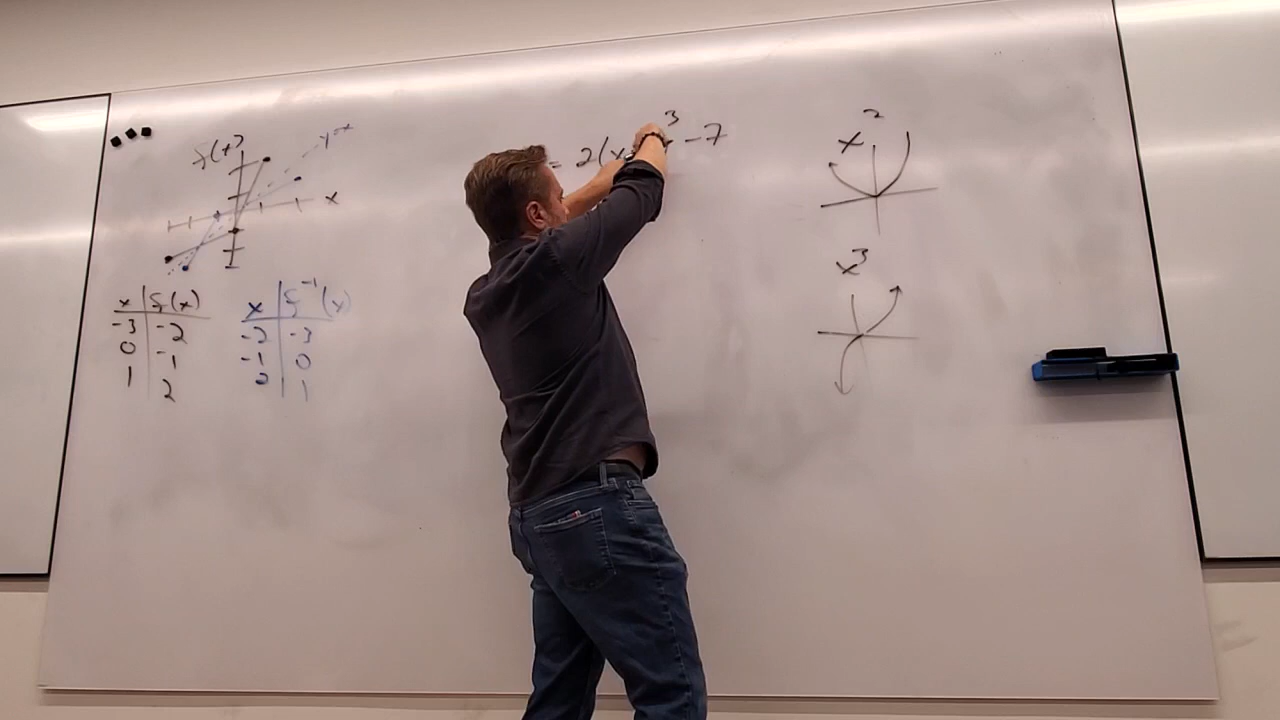 f(x)
y=x
x
x f(x)
-3 -2
0 -1
1 2
x f⁻¹(x)
-2 -3
-1 0
2 1
= 2(x ³ -7
x²
x³